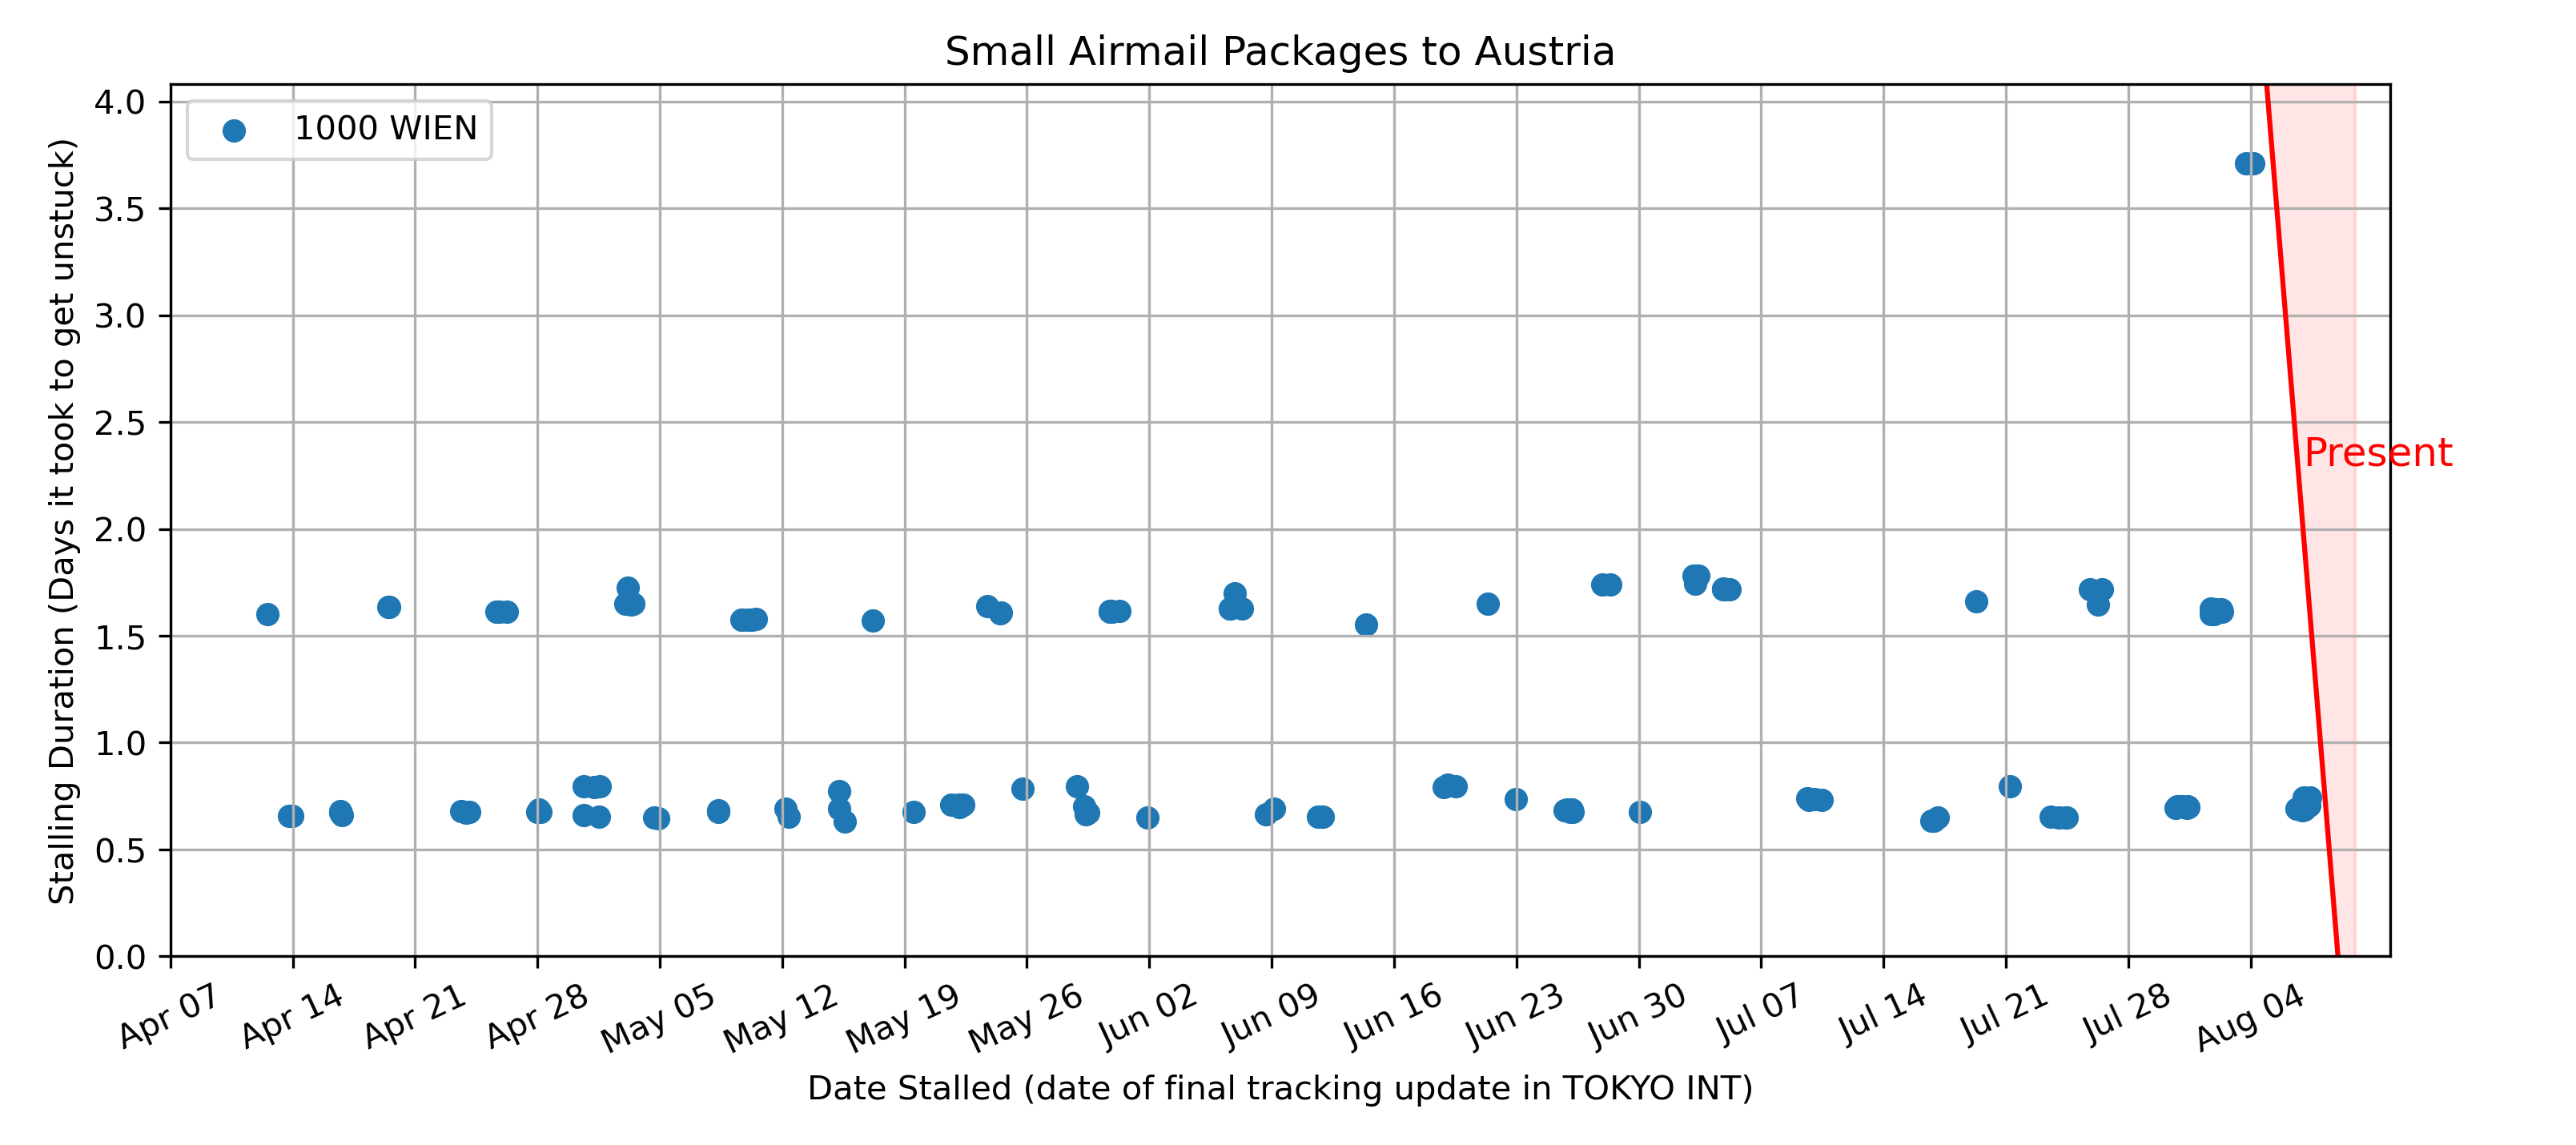 Small Airmail Packages to Austria
1000 WIEN
Stalling Duration (Days it took to get unstuck)
4.0
3.5
3.0
2.5
2.0
1.5
1.0
0.5
0.0
Present
Apr 07
Apr 14
Apr 21
Apr 28
May 05
May 12
May 19
May 26
Jun 02
Jun 09
Jun 16
Jun 23
Jun 30
Jul 07
Jul 14
Jul 21
Jul 28
Aug 04
Date Stalled (date of final tracking update in TOKYO INT)